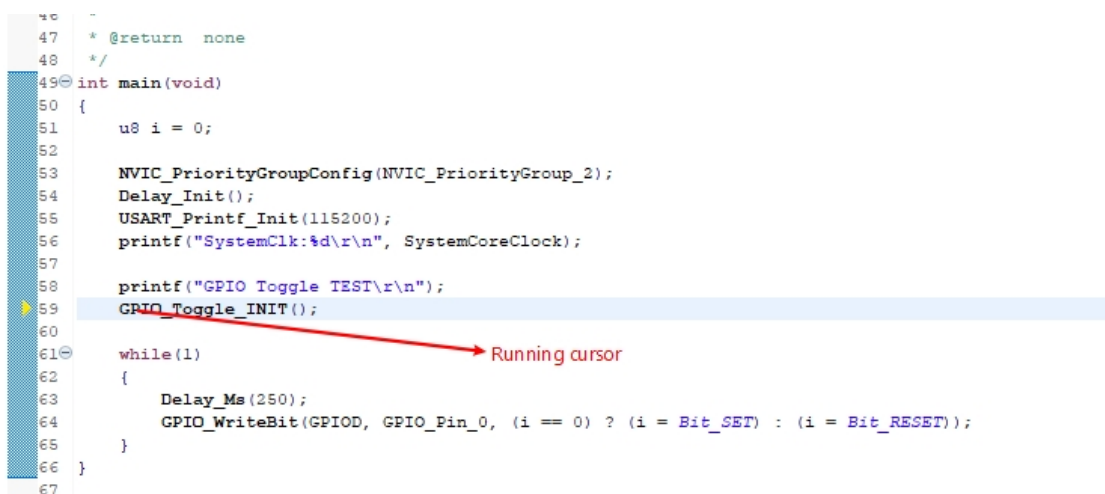 47 * @return none
48 */
49 int main(void)
50 {
51 u8 i = 0;
52
53 NVIC_PriorityGroupConfig(NVIC_PriorityGroup_2);
54 Delay_Init();
55 USART_Printf_Init(115200);
56 printf("SystemClk:%d\r\n", SystemCoreClock);
57
58 printf("GPIO Toggle TEST\r\n");
59 GPIO_Toggle_INIT();
60
61 while(1)
Running cursor
62 {
63 Delay_Ms(250);
64 GPIO_WriteBit(GPIOD, GPIO_Pin_0, (i == 0) ? (i = Bit_SET) : (i = Bit_RESET));
65 }
66 }
67